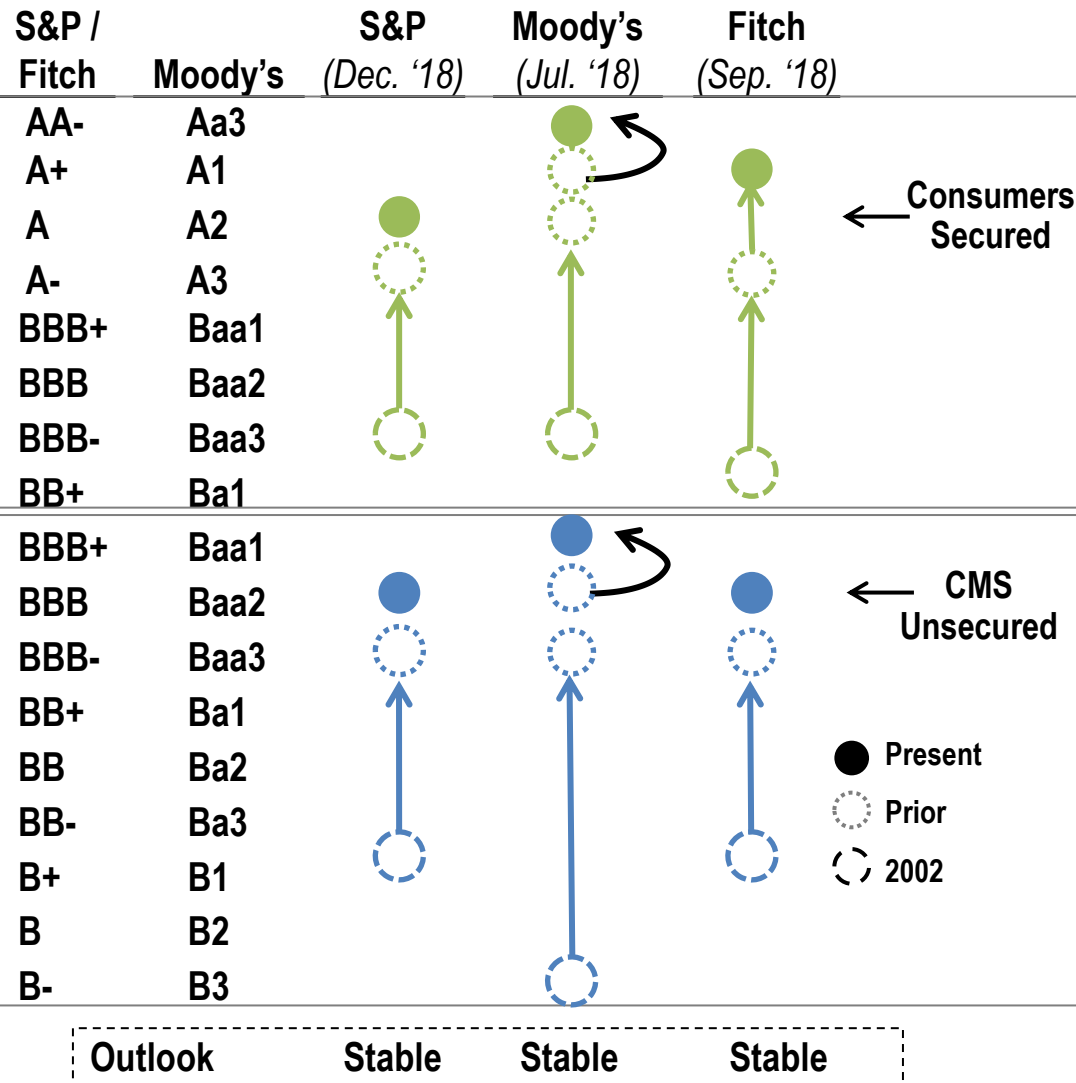 S&P / S&P Moody's Fitch
Fitch Moody's (Dec. ‘18) (Jul. ‘18) (Sep. ‘18)
AA- Aa3
A+ A1
A A2
A- A3
BBB+ Baa1
BBB Baa2
BBB- Baa3
BB+ Ba1
Consumers
Secured
BBB+ Baa1
BBB Baa2
BBB- Baa3
BB+ Ba1
BB Ba2
BB- Ba3
B+ B1
B B2
B- B3
CMS
Unsecured
Present
Prior
2002
Outlook Stable Stable Stable